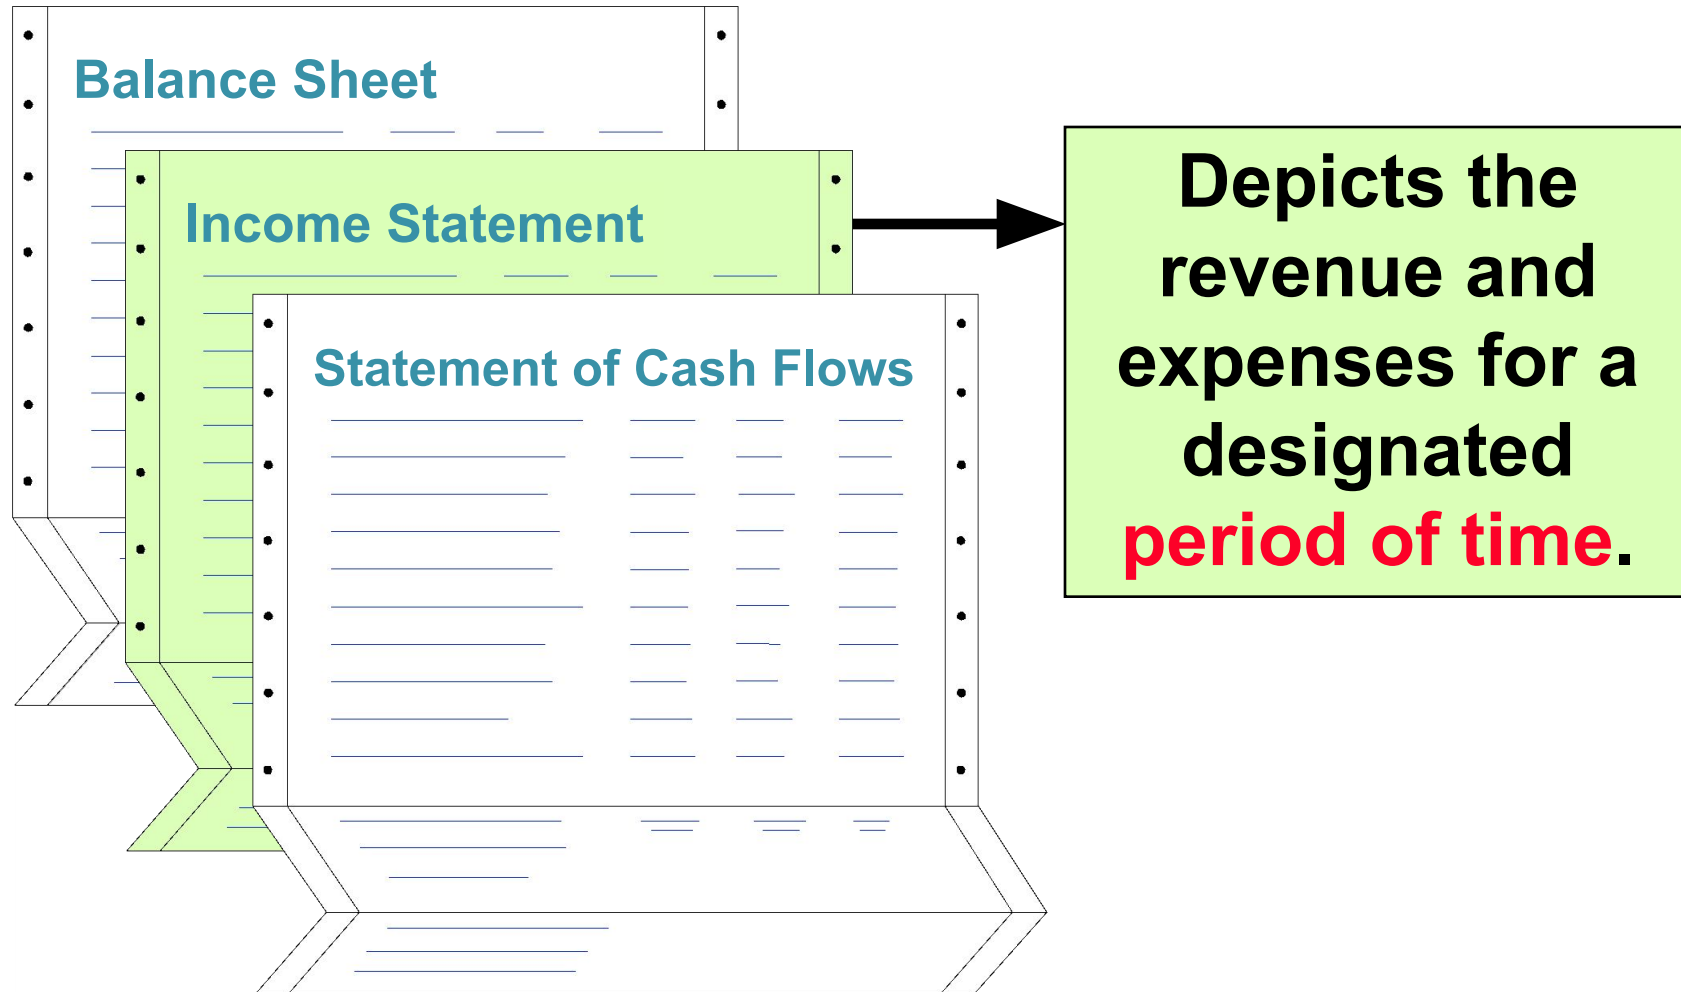 Balance Sheet
Income Statement
Statement of Cash Flows
Depicts the
revenue and
expenses for a
designated
period of time.